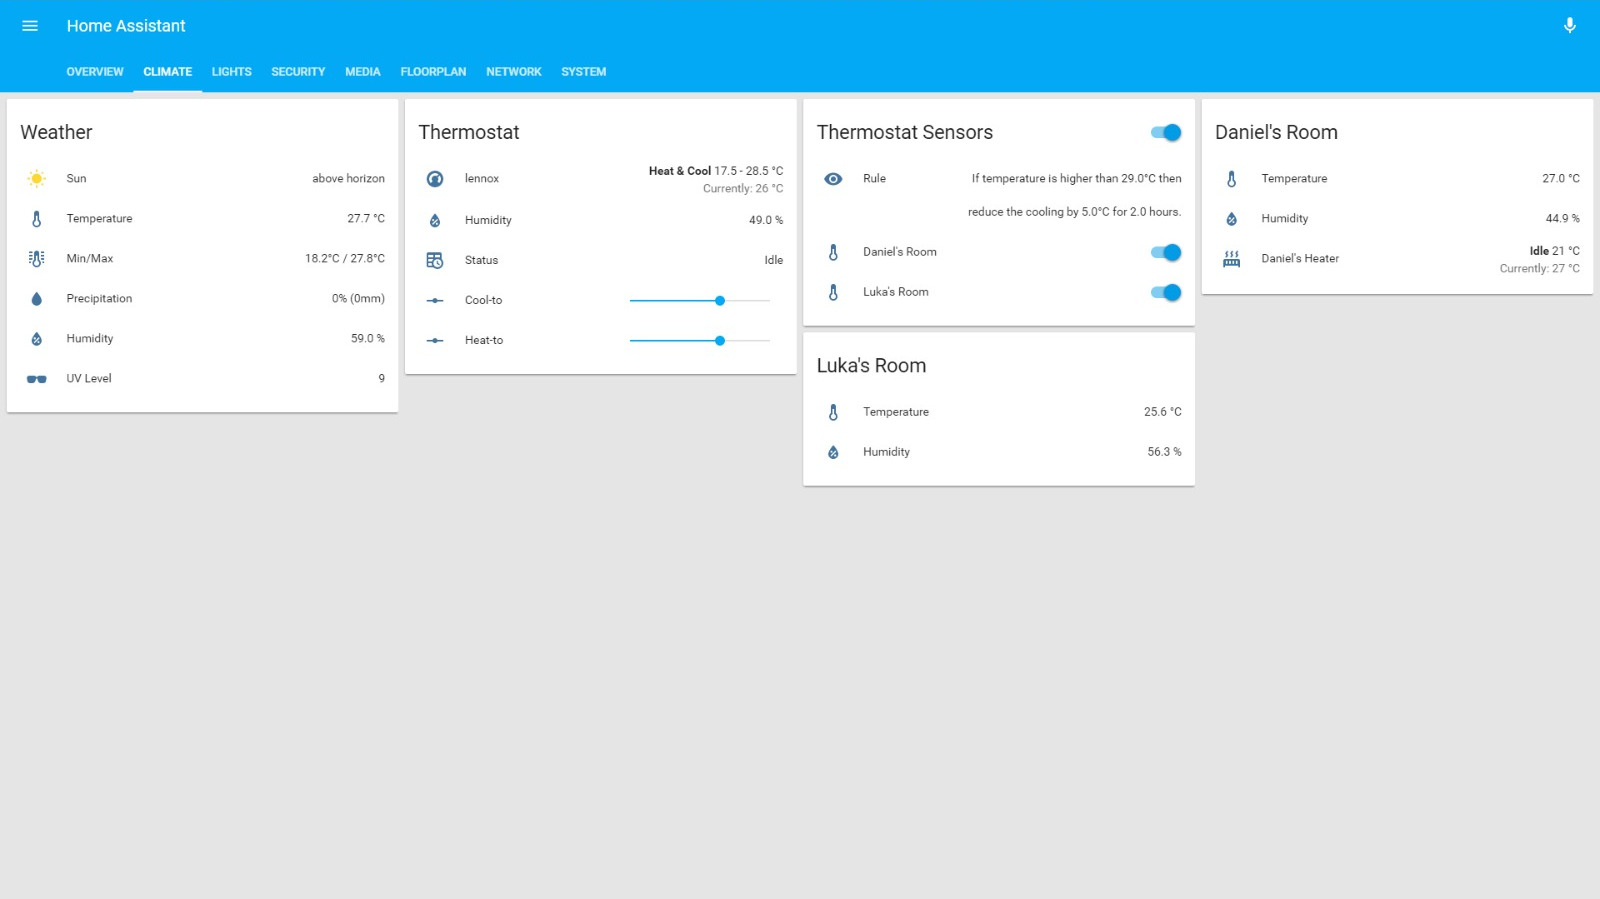 Home Assistant
OVERVIEW CLIMATE LIGHTS SECURITY MEDIA FLOORPLAN NETWORK SYSTEM
Weather
Sun above horizon
Temperature 27.7 °C
Min/Max 18.2°C / 27.8°C
Precipitation 0% (0mm)
Humidity 59.0 %
UV Level 9
Thermostat
lennox Heat & Cool 17.5 - 28.5 °C
Currently: 26 °C
Humidity 49.0 %
Status Idle
Cool-to
Heat-to
Thermostat Sensors
Rule If temperature is higher than 29.0°C then
reduce the cooling by 5.0°C for 2.0 hours.
Daniel's Room
Luka's Room
Luka's Room
Temperature 25.6 °C
Humidity 56.3 %
Daniel's Room
Temperature 27.0 °C
Humidity 44.9 %
Daniel's Heater Idle 21 °C
Currently: 27 °C